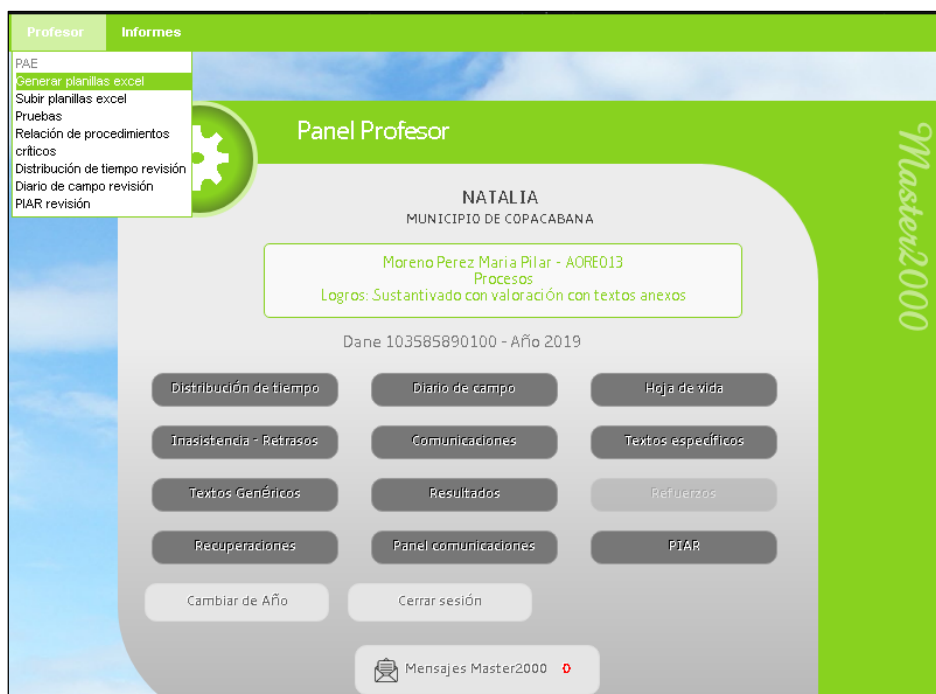 Profesor Informes
PAE
Generar planillas excel
Subir planillas excel
Pruebas
Relación de procedimientos
críticos
Distribución de tiempo revisión
Diario de campo revisión
PIAR revisión
Panel Profesor
Master2000
NATALIA
MUNICIPIO DE COPACABANA
Moreno Perez Maria Pilar - AORE013
Procesos
Logros: Sustantivado con valoración con textos anexos
Dane 103585890100 - Año 2019
Distribución de tiempo Diario de campo Hoja de vida
Inasistencia - Retrasos Comunicaciones Textos específicos
Textos Genéricos Resultados Refuerzos
Recuperaciones Panel comunicaciones PIAR
Cambiar de Año Cerrar sesión
Mensajes Master2000 0